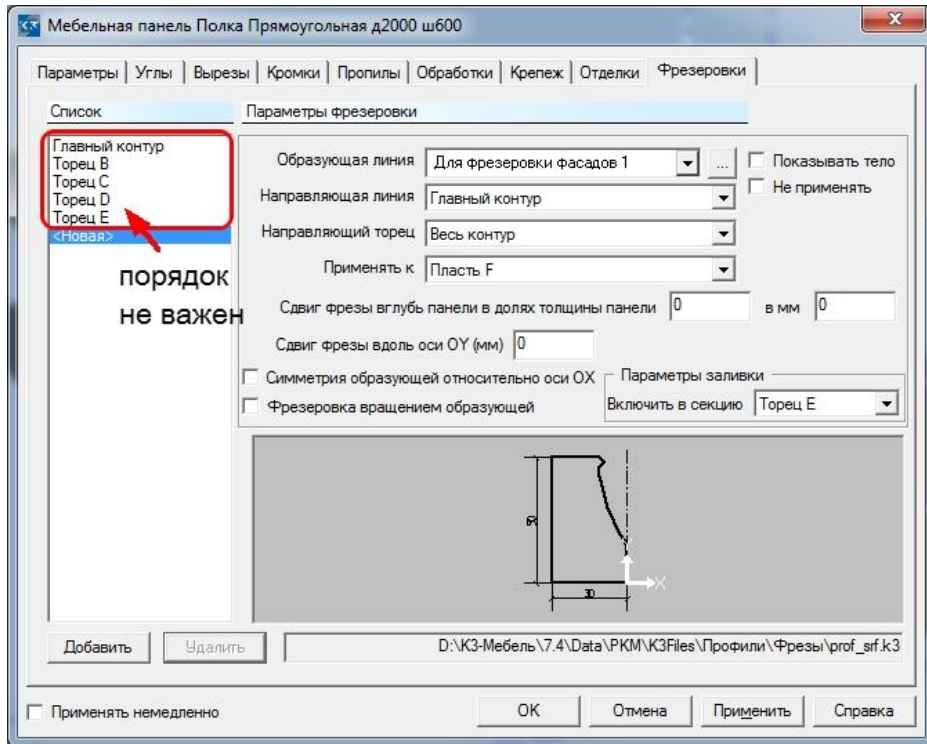 К3 Мебельная панель Полка Прямоугольная д2000 ш600
Параметры Углы Вырезы Кромки Пропилы Обработки Крепеж Отделки Фрезеровки
Список
Параметры фрезеровки
Главный контур
Торец B
Торец C
Торец D
Торец E
<Новая>
порядок
не важен
Образующая линия Для фрезеровки фасадов 1 ... Показывать тело
Не применять
Направляющая линия Главный контур
Направляющий торец Весь контур
Применять к Пласть F
Сдвиг фрезы вглубь панели в долях толщины панели 0 в мм 0
Сдвиг фрезы вдоль оси OY (мм) 0
Симметрия образующей относительно оси OX
Фрезеровка вращением образующей
Параметры заливки
Включить в секцию Торец E
Y
X
30
Добавить Удалить D:\К3-Мебель\7.4\Data\PKM\K3Files\Профили\Фрезы\prof_srf.k3
Применять немедленно OK Отмена Применить Справка